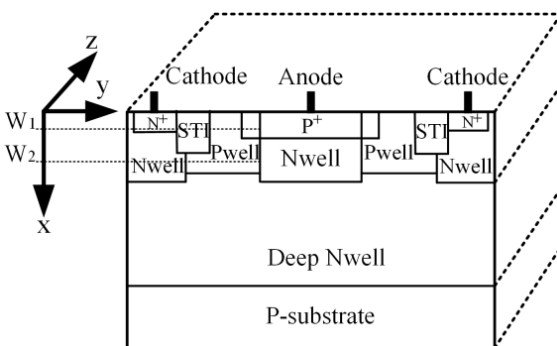 z
Cathode Anode Cathode
y
W1 N+ STI P+ STI N+
W2 Nwell Pwell Nwell Pwell Nwell
x
Deep Nwell
P-substrate